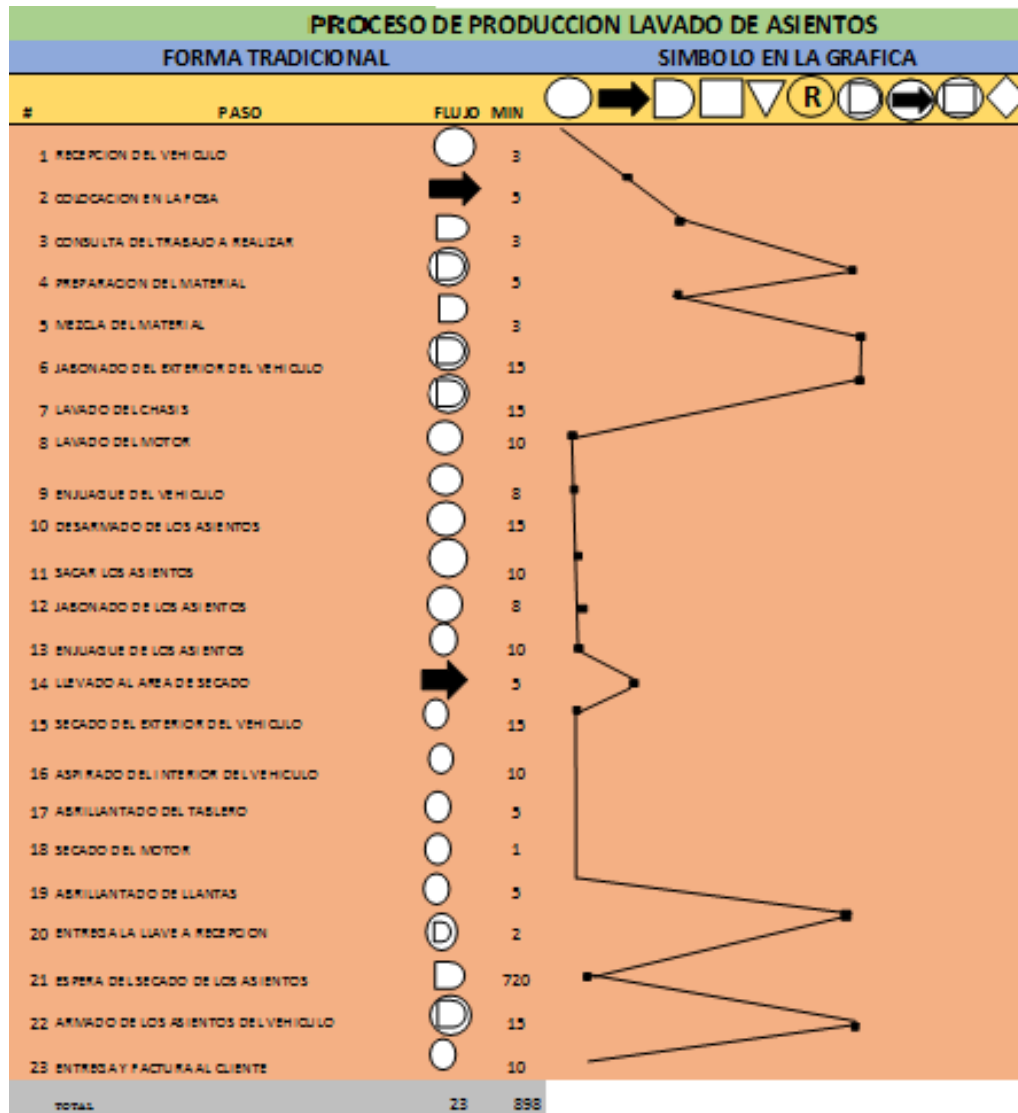 PROCESO DE PRODUCCION LAVADO DE ASIENTOS
FORMA TRADICIONAL SIMBOLO EN LA GRAFICA
# PASO FLUJO MIN R
1 RECEPCION DEL VEHICULO 3
2 COLOCACION EN LA FOSA 5
3 CONSULTA DEL TRABAJO A REALIZAR 3
4 PREPARACION DEL MATERIAL 5
5 MEZCLA DEL MATERIAL 3
6 JABONADO DEL EXTERIOR DEL VEHICULO 15
7 LAVADO DEL CHASIS 15
8 LAVADO DEL MOTOR 10
9 ENJUAGUE DEL VEHICULO 8
10 DESARMADO DE LOS ASIENTOS 15
11 SACAR LOS ASIENTOS 10
12 JABONADO DE LOS ASIENTOS 8
13 ENJUAGUE DE LOS ASIENTOS 10
14 LLEVADO AL AREA DE SECADO 5
15 SECADO DEL EXTERIOR DEL VEHICULO 15
16 ASPIRADO DEL INTERIOR DEL VEHICULO 10
17 ABRILLANTADO DEL TABLERO 5
18 SECADO DEL MOTOR 1
19 ABRILLANTADO DE LLANTAS 5
20 ENTREGA LA LLAVE A RECEPCION 2
21 ESPERA DEL SECADO DE LOS ASIENTOS 720
22 ARMADO DE LOS ASIENTOS DEL VEHICULO 15
23 ENTREGA Y FACTURA AL CLIENTE 10
TOTAL 23 898